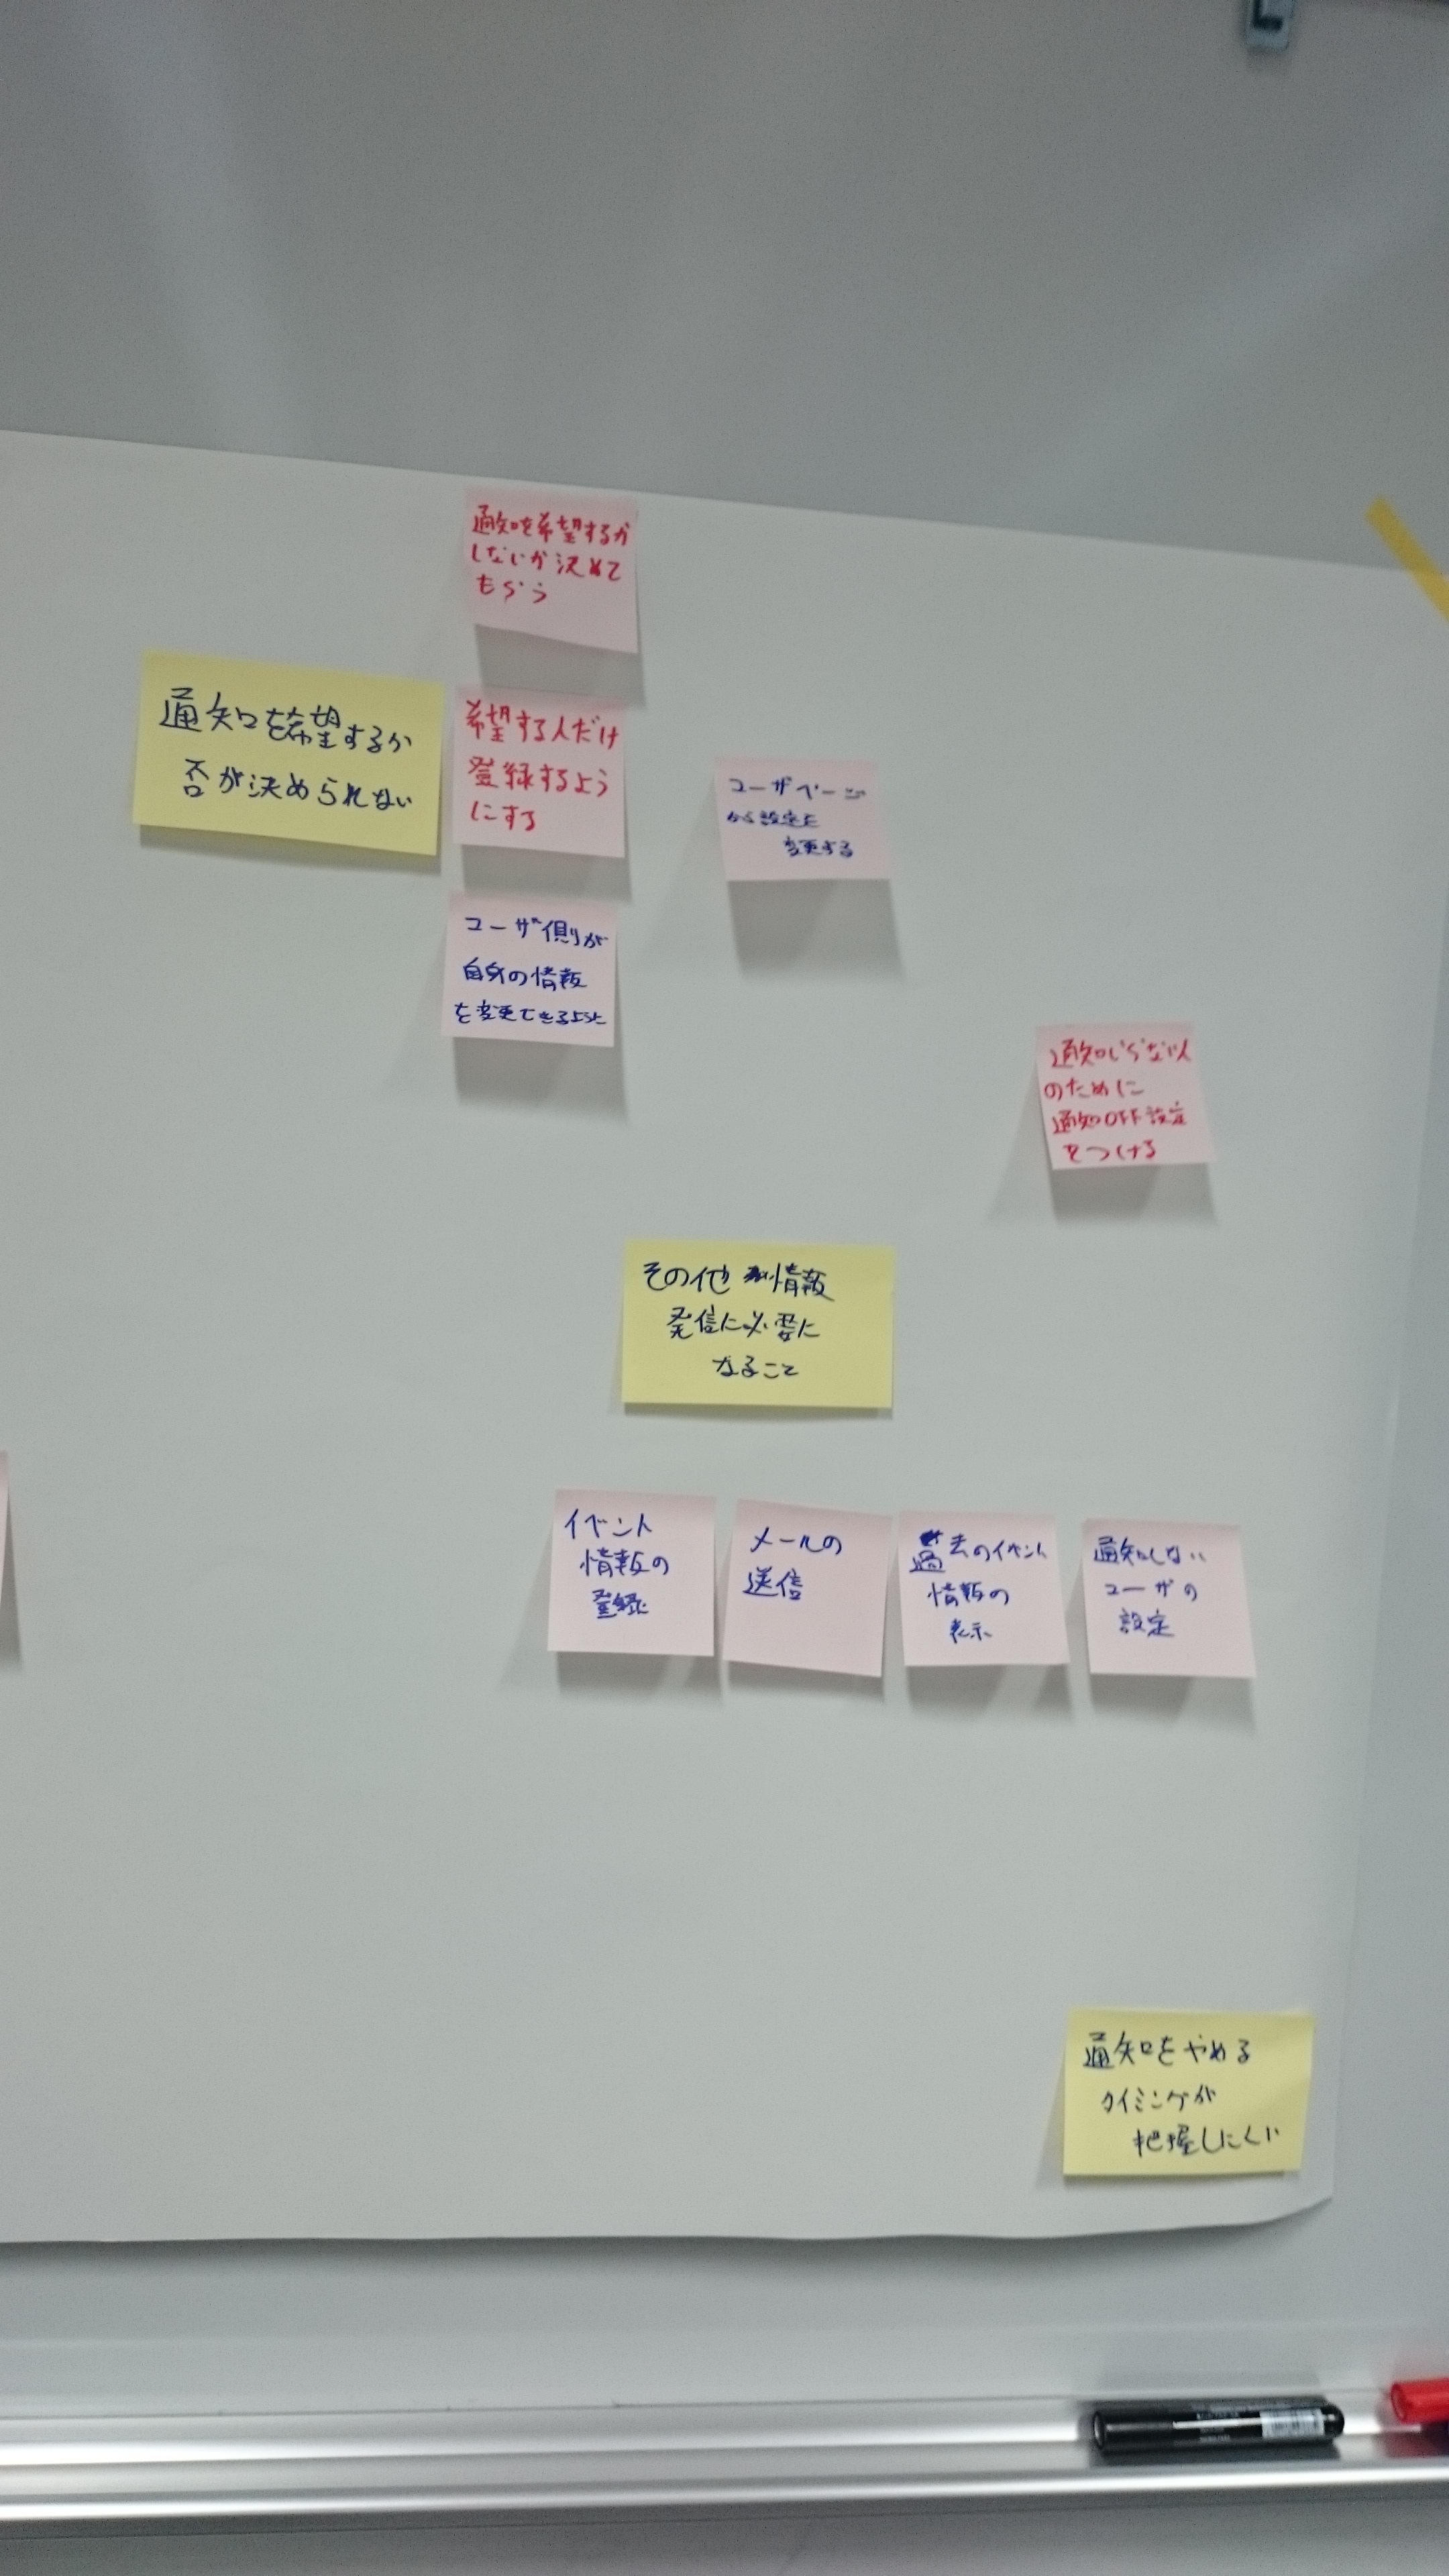 通知を希望するか
しないか決めて
もらう
通知を希望するか
否が決められない
希望する人だけ
登録するよう
にする
ユーザページ
から設定を
変更する
ユーザ側が
自身の情報
を変更できるように
通知いらない人
のために
通知OFF設定
をつける
その他 情報
発信に必要に
なること
イベント
情報の
登録
メールの
送信
過去のイベント
情報の
表示
通知しない
ユーザの
設定
通知をやめる
タイミングが
把握しにくい